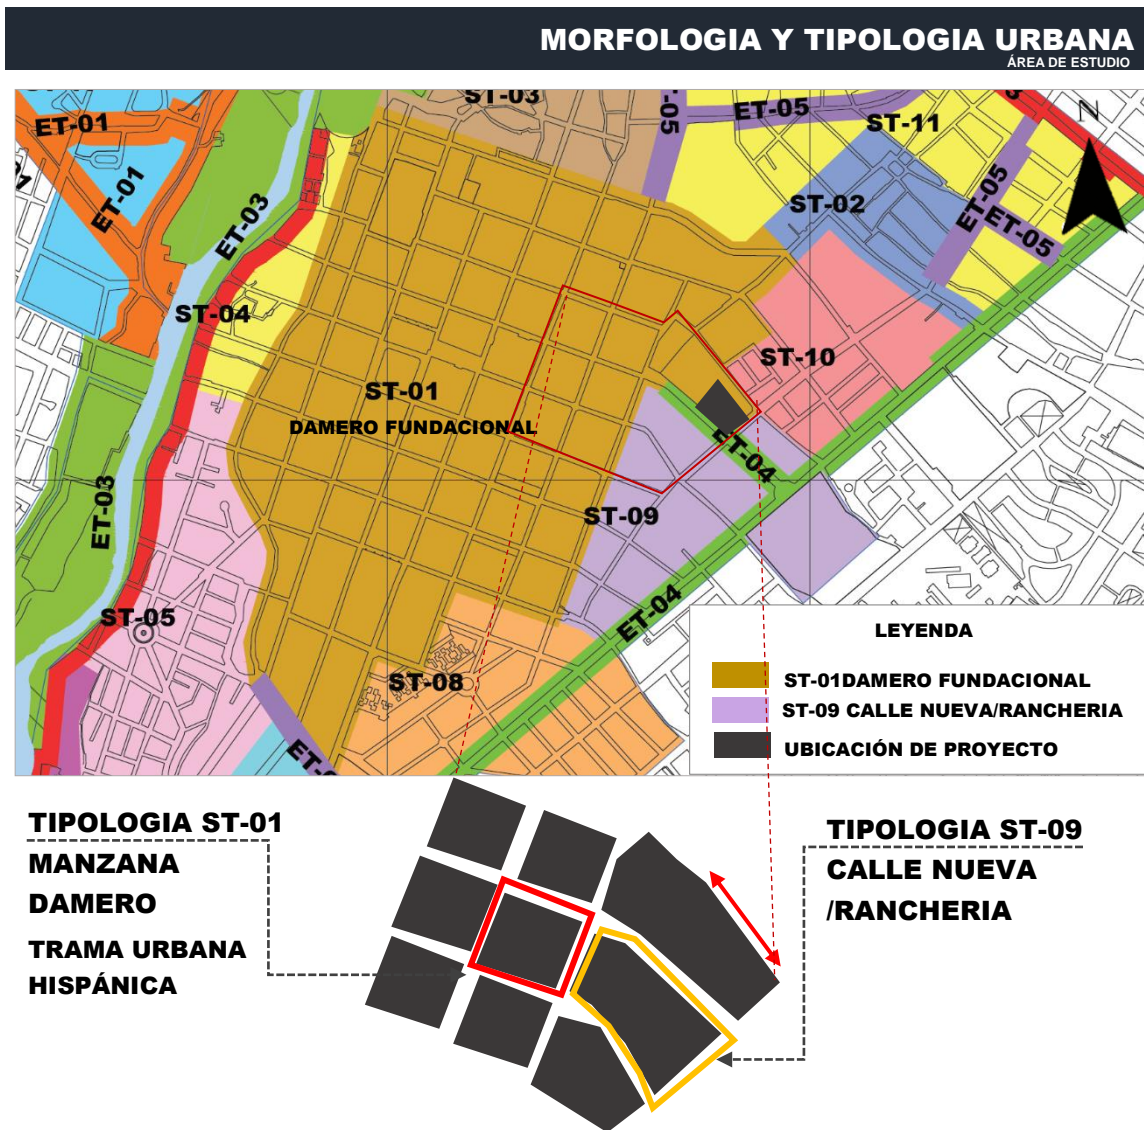 MORFOLOGIA Y TIPOLOGIA URBANA
ÁREA DE ESTUDIO
ST-03
ET-01
ET-05
ST-11
N
ET-01
ET-05
ET-03
ST-02
ET-05
ET-05
ST-04
ST-10
ST-01
DAMERO FUNDACIONAL
ET-04
ET-03
ST-09
ET-04
ST-05
ST-08
LEYENDA
ST-01DAMERO FUNDACIONAL
ST-09 CALLE NUEVA/RANCHERIA
UBICACIÓN DE PROYECTO
TIPOLOGIA ST-01
MANZANA
DAMERO
TRAMA URBANA
HISPÁNICA
TIPOLOGIA ST-09
CALLE NUEVA
/RANCHERIA